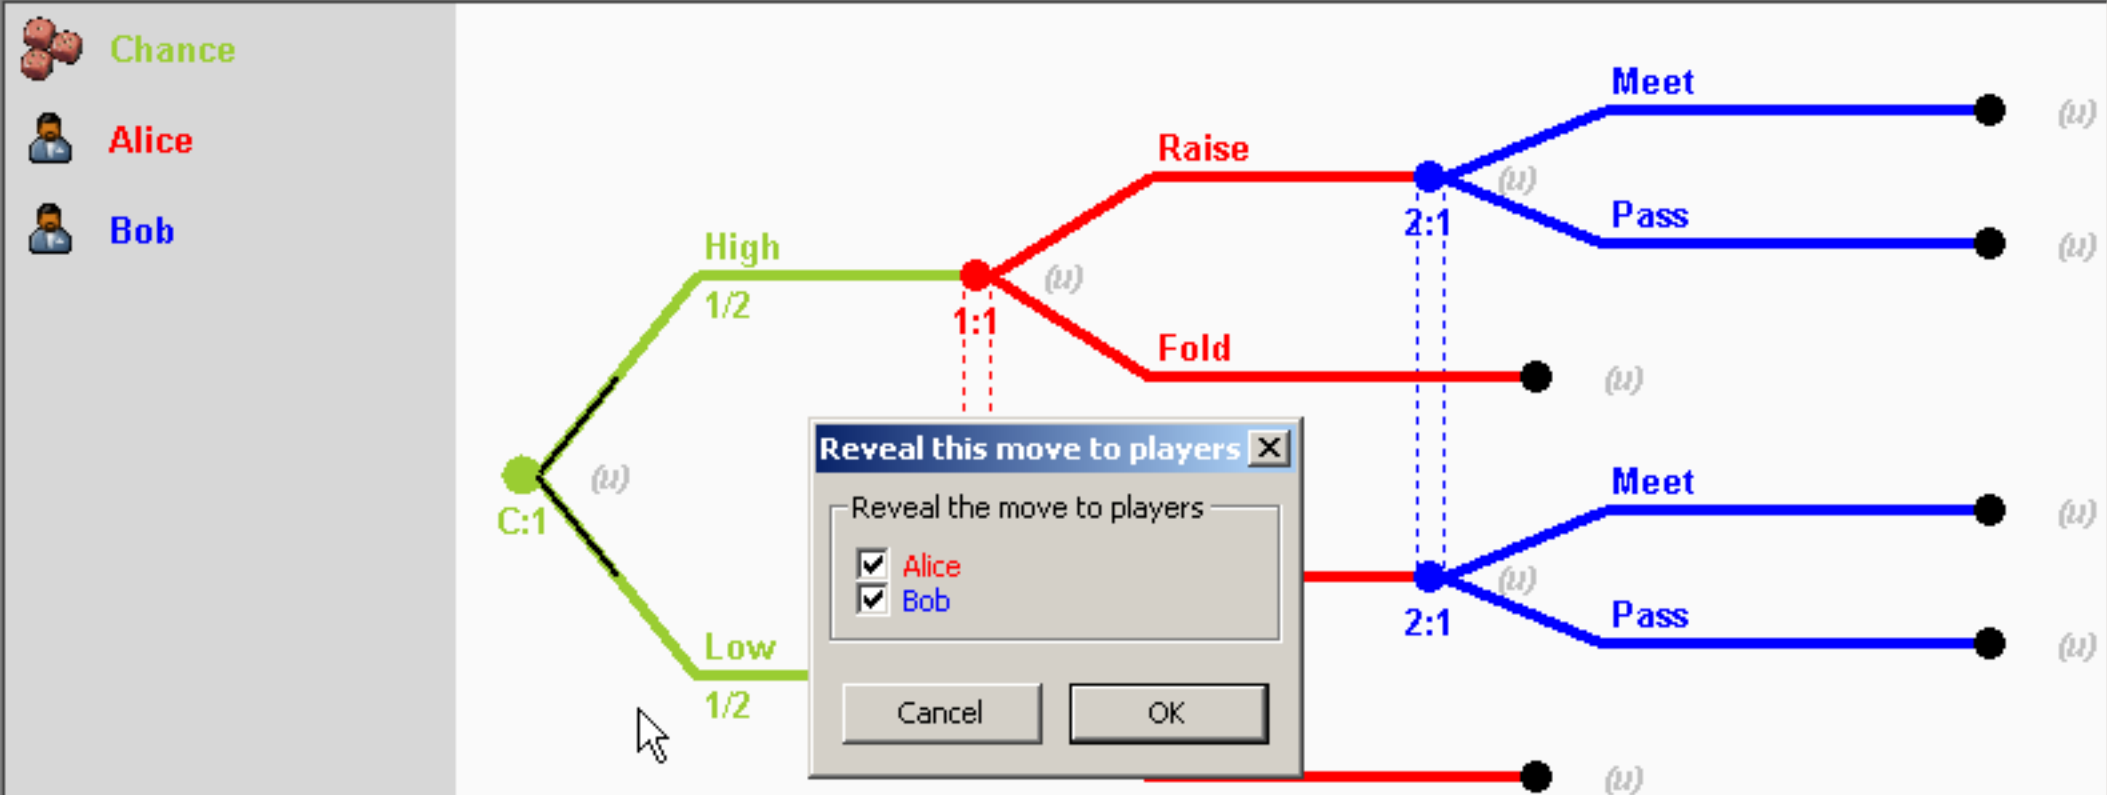 Chance
Alice
Bob
Meet
(u)
Raise
(u)
2:1
Pass
(u)
High
1/2
(u)
1:1
Fold
(u)
Reveal this move to players
Reveal the move to players
Alice
Bob
Cancel
OK
(u)
C:1
Meet
(u)
(u)
2:1
Pass
(u)
Low
1/2
(u)